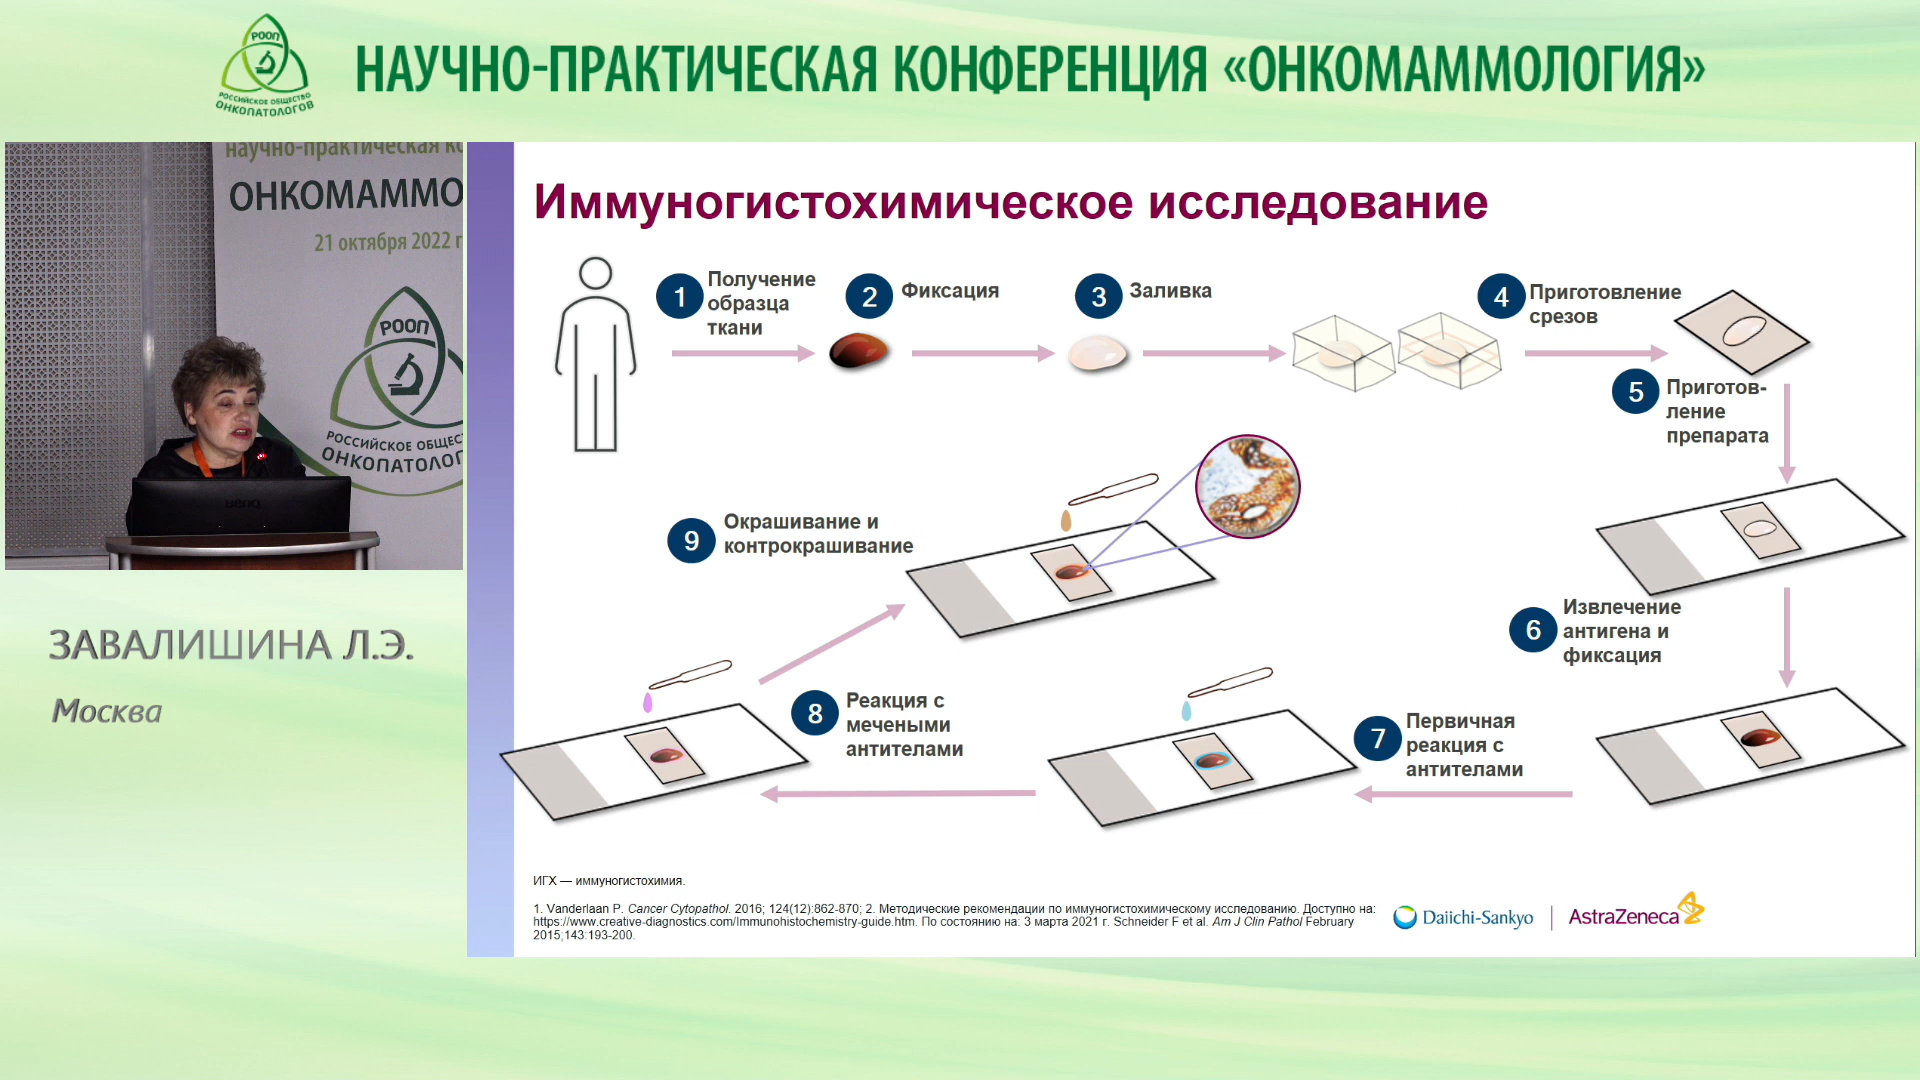 РООП
РОССИЙСКОЕ ОБЩЕСТВО
ОНКОПАТОЛОГОВ
НАУЧНО-ПРАКТИЧЕСКАЯ КОНФЕРЕНЦИЯ «ОНКОМАММОЛОГИЯ»
научно-практическая
ОНКОМАММО
21 октября 2022 г
РООП
РОССИЙСКОЕ ОБЩЕС
ОНКОПАТОЛОГ
BENQ
ЗАВАЛИШИНА Л.Э.
Москва
Иммуногистохимическое исследование
1 Получение
образца
ткани
2 Фиксация
3 Заливка
4 Приготовление
срезов
5 Приготов-
ление
препарата
6 Извлечение
антигена и
фиксация
7 Первичная
реакция с
антителами
8 Реакция с
мечеными
антителами
9 Окрашивание и
контрокрашивание
ИГХ — иммуногистохимия.
1. Vanderlaan P. Cancer Cytopathol. 2016; 124(12):862-870; 2. Методические рекомендации по иммуногистохимическому исследованию. Доступно на:
https://www.creative-diagnostics.com/Immunohistochemistry-guide.htm. По состоянию на: 3 марта 2021 г. Schneider F et al. Am J Clin Pathol February
2015;143:193-200.
Daiichi-Sankyo
AstraZeneca